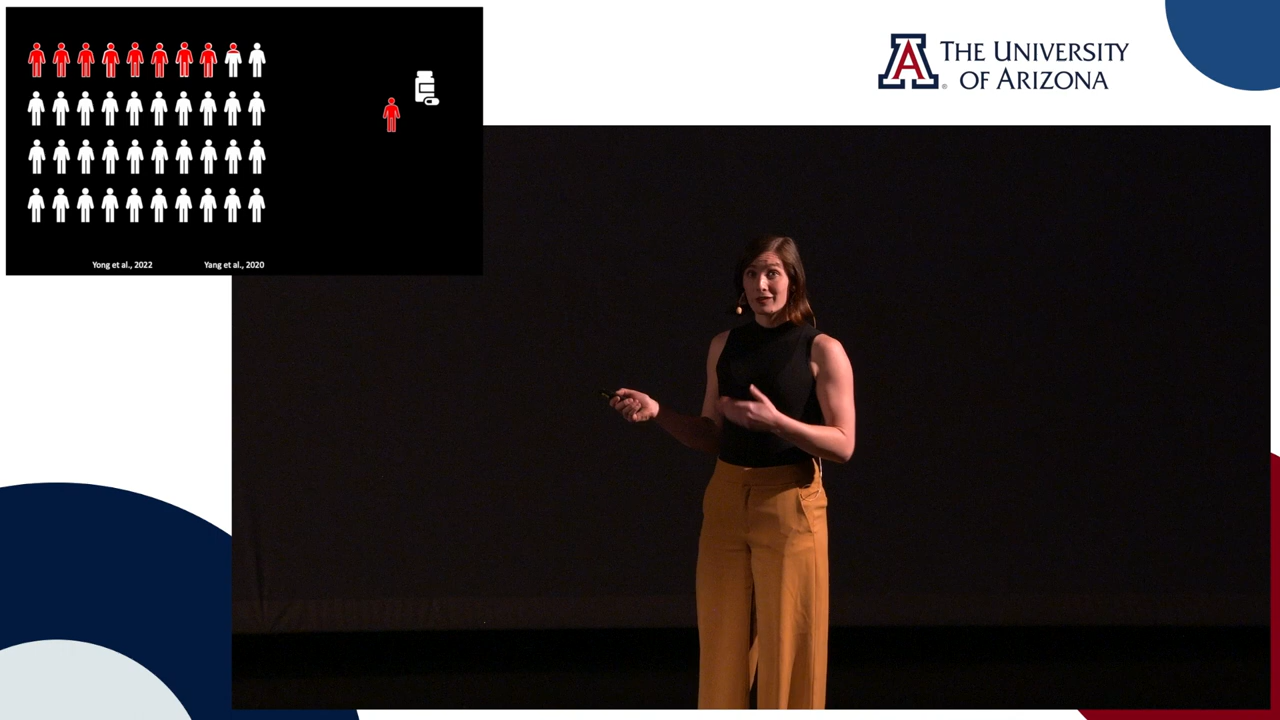 Yong et al., 2022
Yang et al., 2020
A
THE UNIVERSITY
OF ARIZONA
®